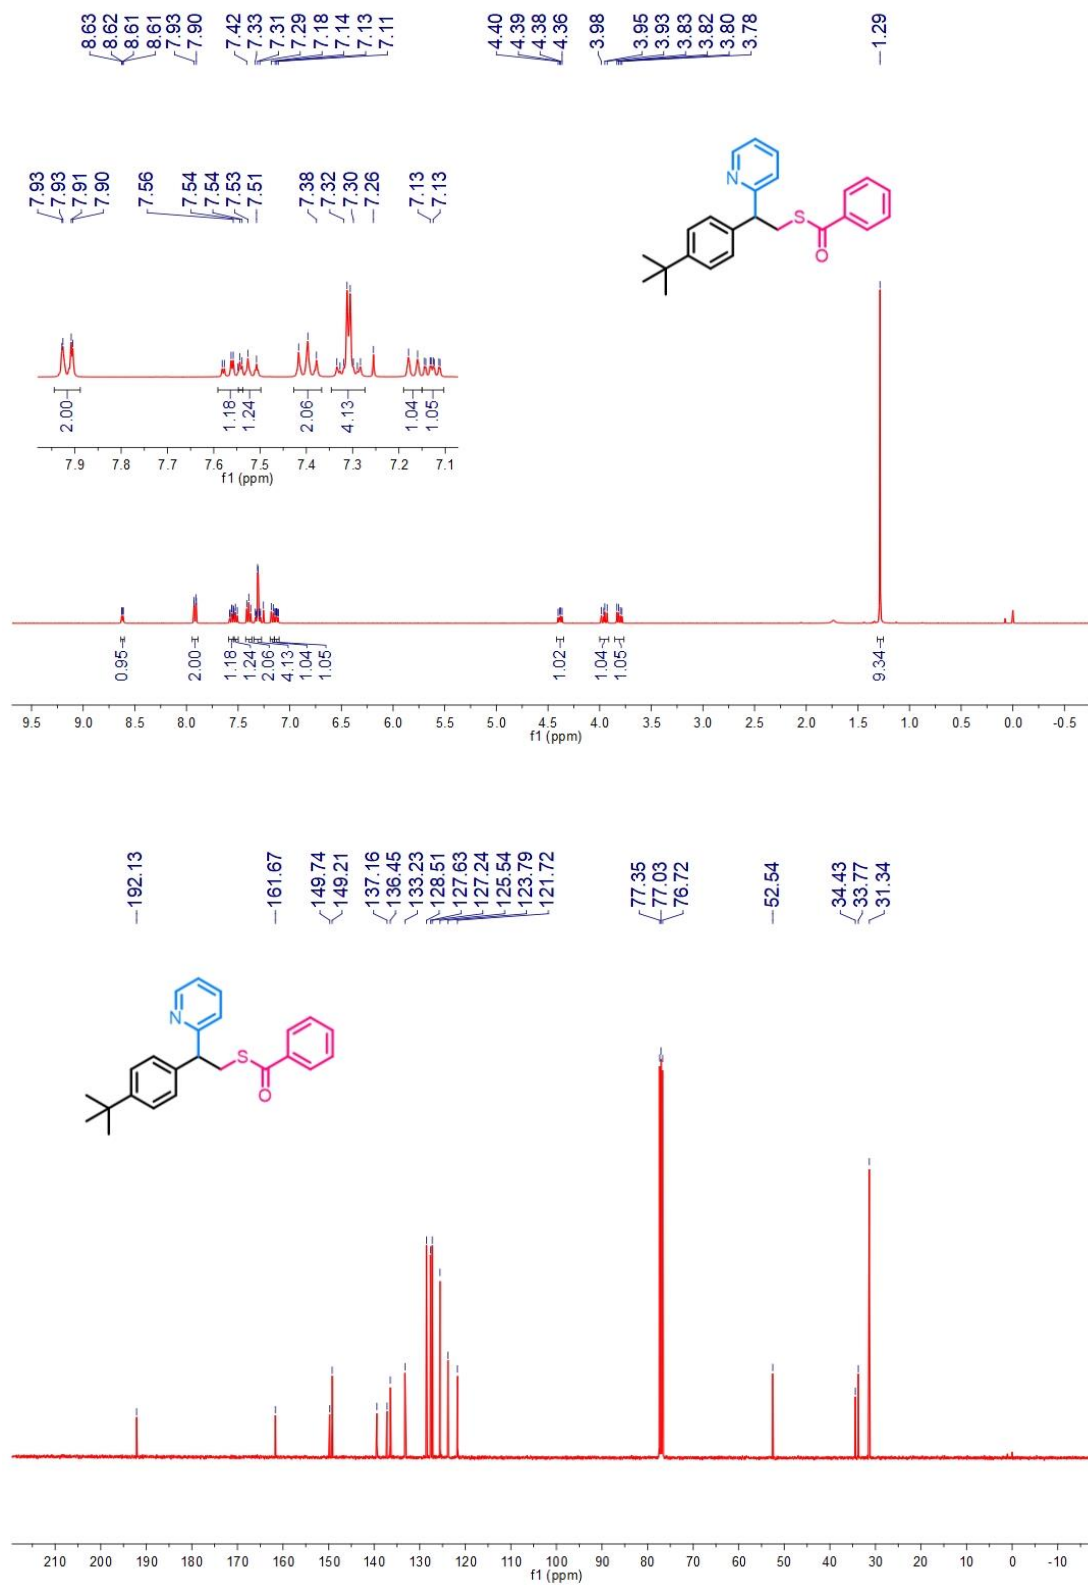 8.63 8.62 8.61 8.61 7.93 7.90 7.42 7.33 7.31 7.29 7.18 7.14 7.13 7.11 4.40 4.39 4.38 4.36 3.98 3.95 3.93 3.83 3.82 3.80 3.78 1.29
7.93 7.93 7.91 7.90 7.56 7.54 7.54 7.53 7.51 7.38 7.32 7.30 7.26 7.13 7.13
N
S
O
2.00 1.18 1.24 2.06 4.13 1.04 1.05
7.9 7.8 7.7 7.6 7.5 7.4 7.3 7.2 7.1
f1 (ppm)
0.95 2.00 1.18 1.24 2.06 4.13 1.04 1.05 1.02 1.04 1.05 9.34
9.5 9.0 8.5 8.0 7.5 7.0 6.5 6.0 5.5 5.0 4.5 4.0 3.5 3.0 2.5 2.0 1.5 1.0 0.5 0.0 -0.5
f1 (ppm)
192.13 161.67 149.74 149.21 137.16 136.45 133.23 128.51 127.63 127.24 125.54 123.79 121.72 77.35 77.03 76.72 52.54 34.43 33.77 31.34
N
S
O
210 200 190 180 170 160 150 140 130 120 110 100 90 80 70 60 50 40 30 20 10 0 -10
f1 (ppm)